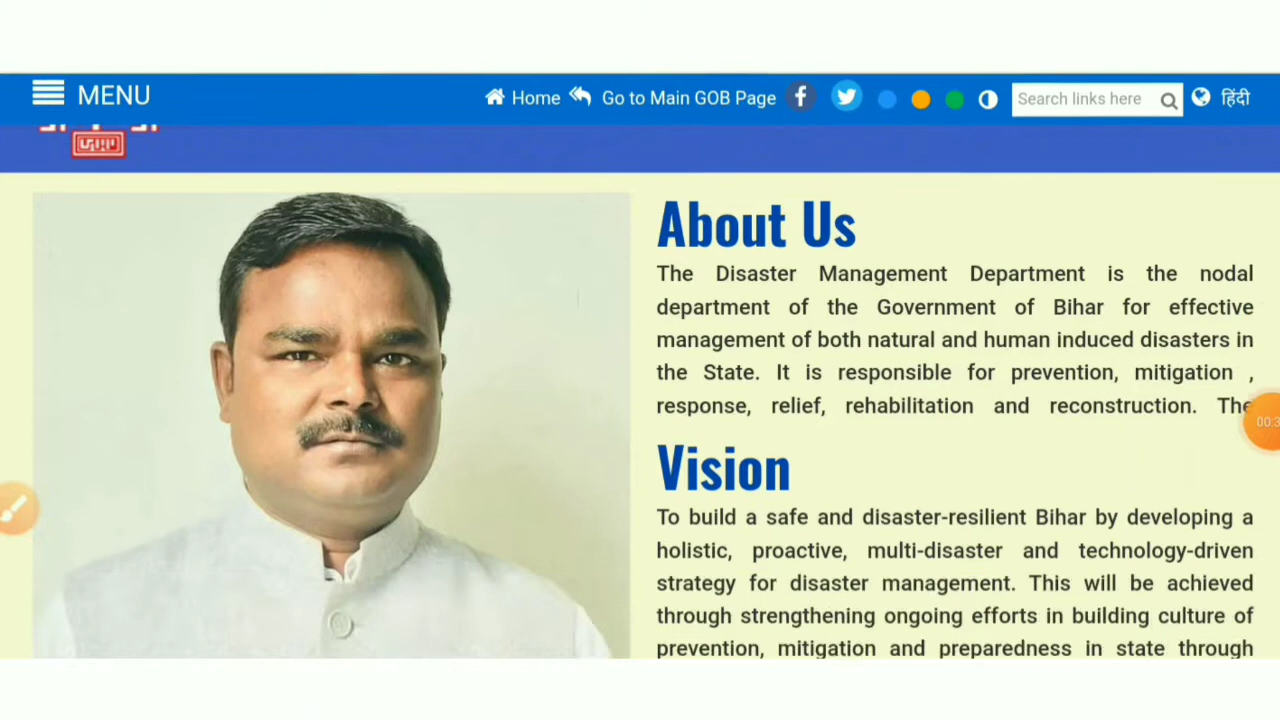 MENU
Home
Go to Main GOB Page
Search links here
हिंदी
About Us
The Disaster Management Department is the nodal
department of the Government of Bihar for effective
management of both natural and human induced disasters in
the State. It is responsible for prevention, mitigation ,
response, relief, rehabilitation and reconstruction. The
00:3
Vision
To build a safe and disaster-resilient Bihar by developing a
holistic, proactive, multi-disaster and technology-driven
strategy for disaster management. This will be achieved
through strengthening ongoing efforts in building culture of
prevention, mitigation and preparedness in state through